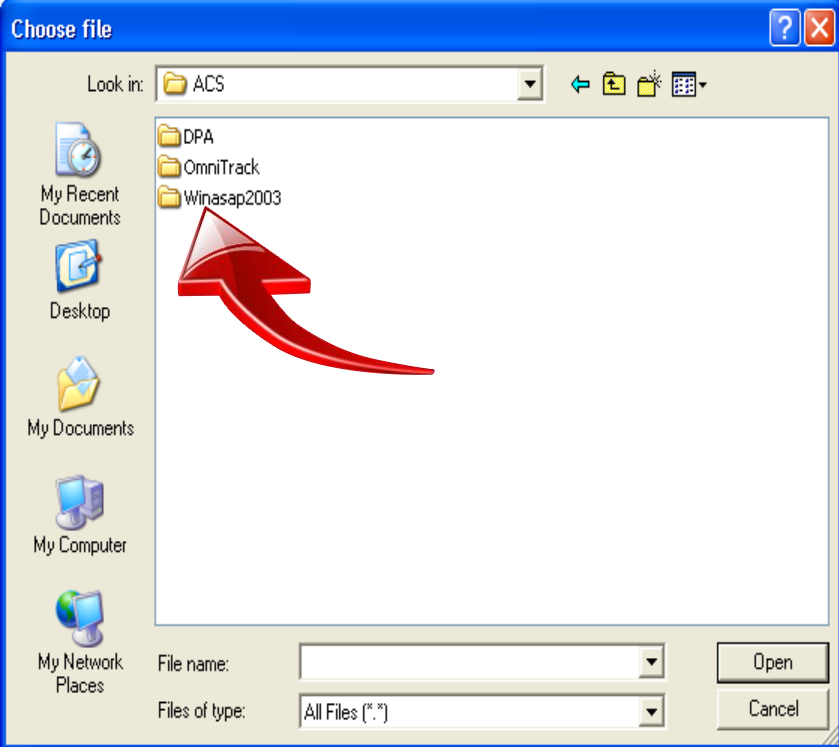 Choose file
Look in: ACS
DPA
OmniTrack
Winasap2003
My Recent
Documents
Desktop
My Documents
My Computer
My Network
Places
File name:
Open
Files of type: All Files (*.*)
Cancel